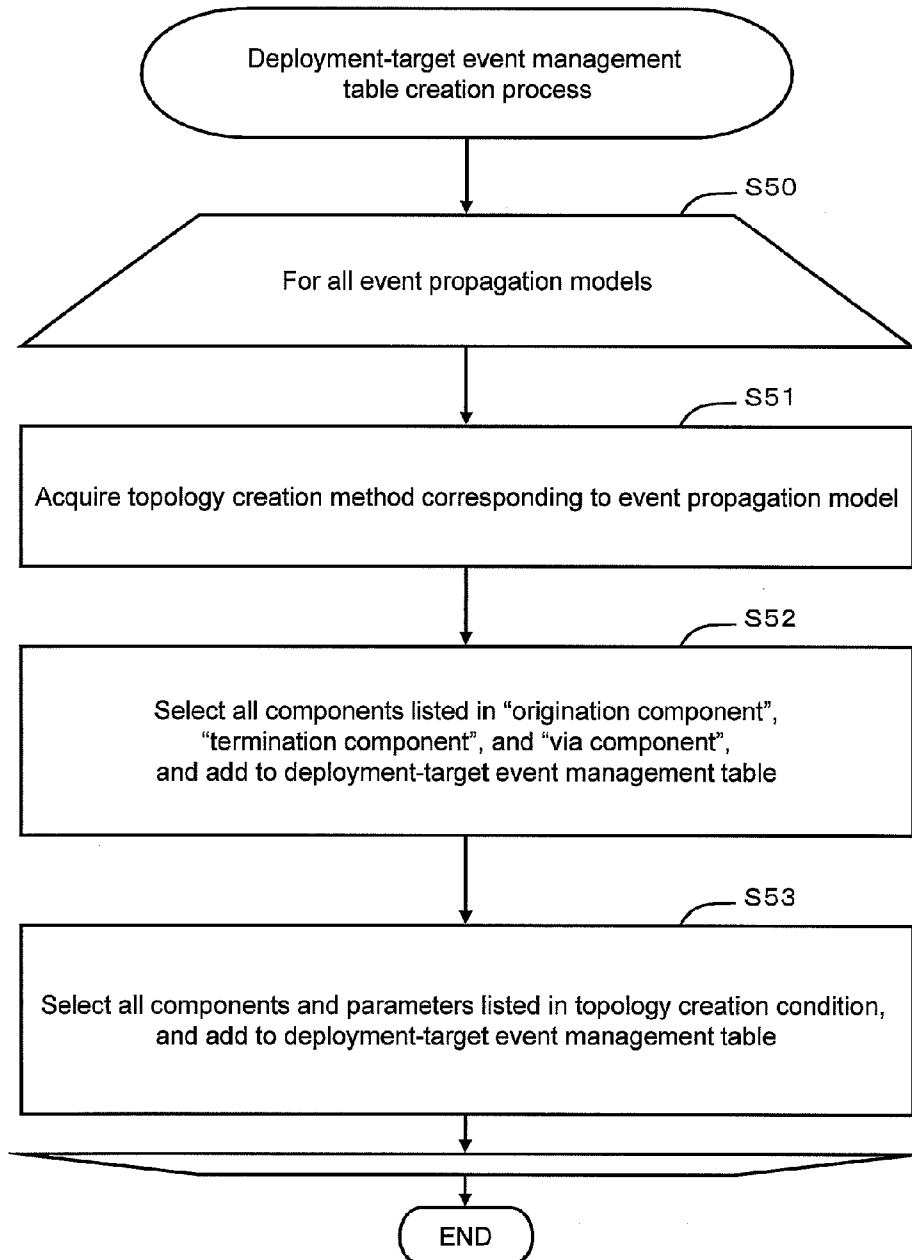 Deployment-target event management
table creation process
S50
For all event propagation models
S51
Acquire topology creation method corresponding to event propagation model
S52
Select all components listed in “origination component”,
“termination component”, and “via component”,
and add to deployment-target event management table
S53
Select all components and parameters listed in topology creation condition,
and add to deployment-target event management table
END